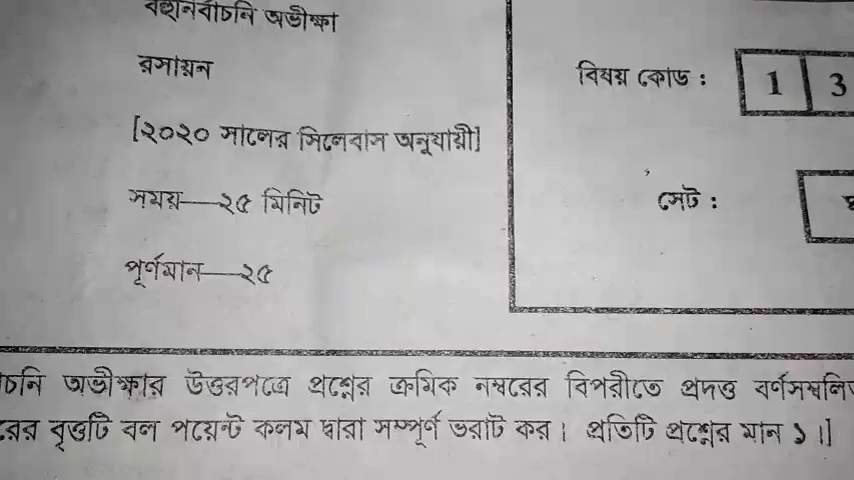 বহুনির্বাচনি অভীক্ষা
রসায়ন
[২০২০ সালের সিলেবাস অনুযায়ী]
সময়—২৫ মিনিট
পূর্ণমান—২৫
বিষয় কোড : 1 3
সেট :
চনি অভীক্ষার উত্তরপত্রে প্রশ্নের ক্রমিক নম্বরের বিপরীতে প্রদত্ত বর্ণসম্বলিত
রের বৃত্তটি বল পয়েন্ট কলম দ্বারা সম্পূর্ণ ভরাট কর। প্রতিটি প্রশ্নের মান ১।]